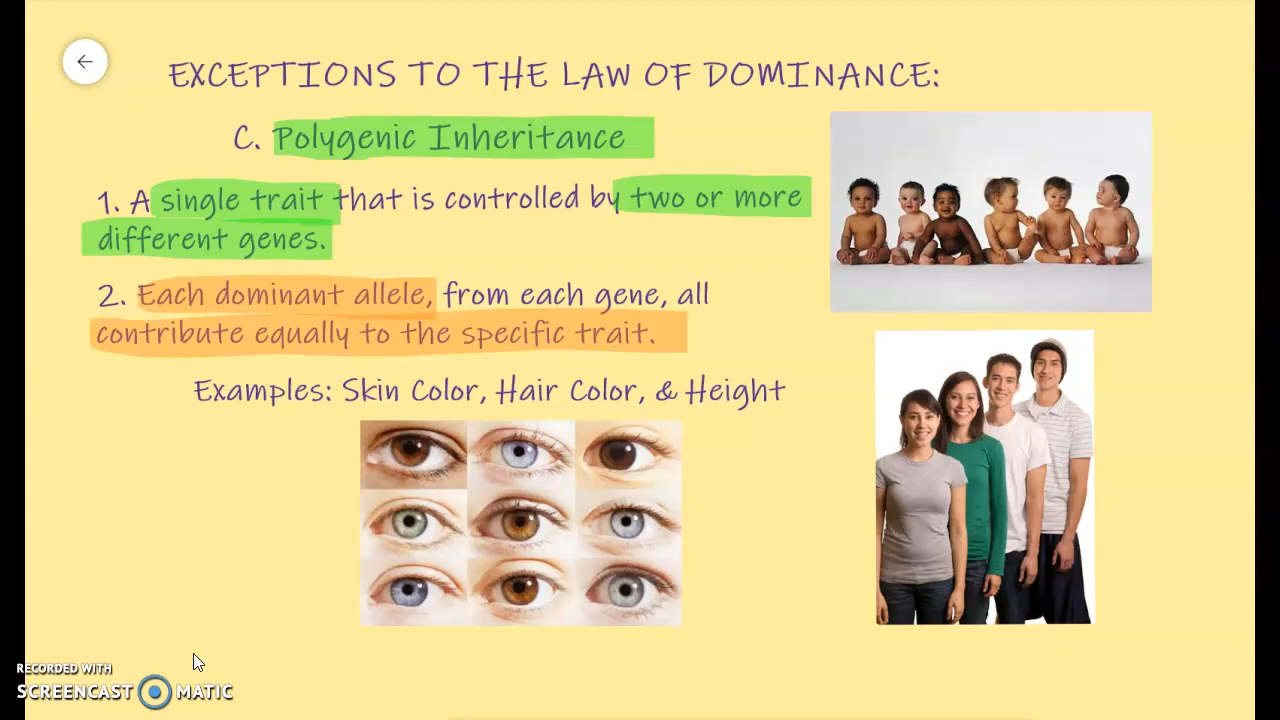 EXCEPTIONS TO THE LAW OF DOMINANCE:
C. Polygenic Inheritance
1. A single trait that is controlled by two or more
different genes.
2. Each dominant allele, from each gene, all
contribute equally to the specific trait.
Examples: Skin Color, Hair Color, & Height
RECORDED WITH
SCREENCAST MATIC